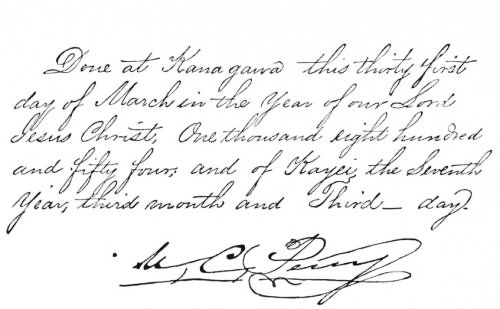 Done at Kanagawa this thirty first
day of March in the Year of our Lord
Jesus Christ, One thousand eight hundred
and fifty four; and of Kayei, the Seventh
Year, third month and Third _ day.
M, C, Perry